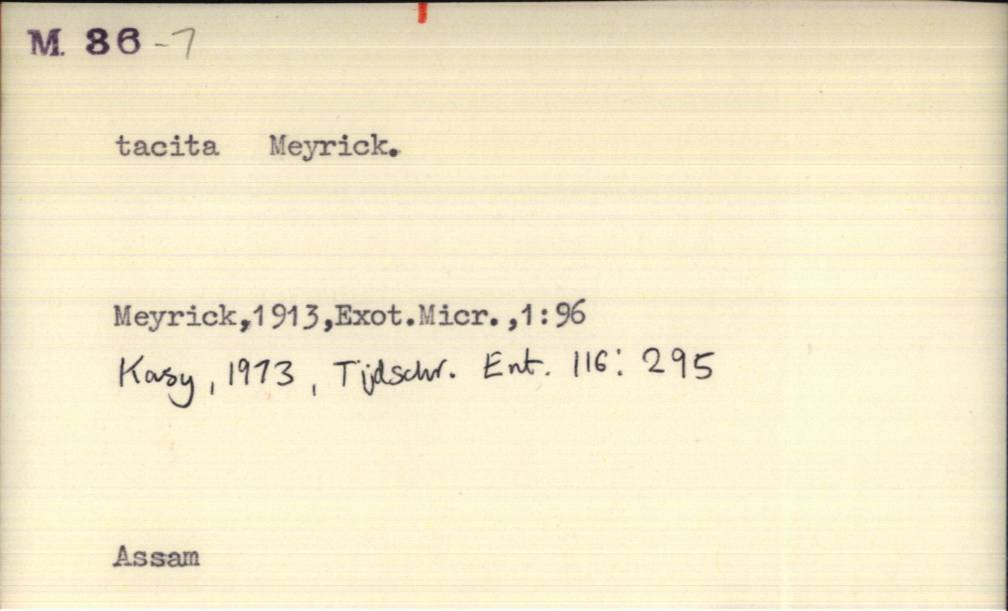 M. 86-7
tacita Meyrick.
Meyrick,1913,Exot.Micr.,1:96
Kasy, 1973, Tijdschr. Ent. 116: 295
Assam